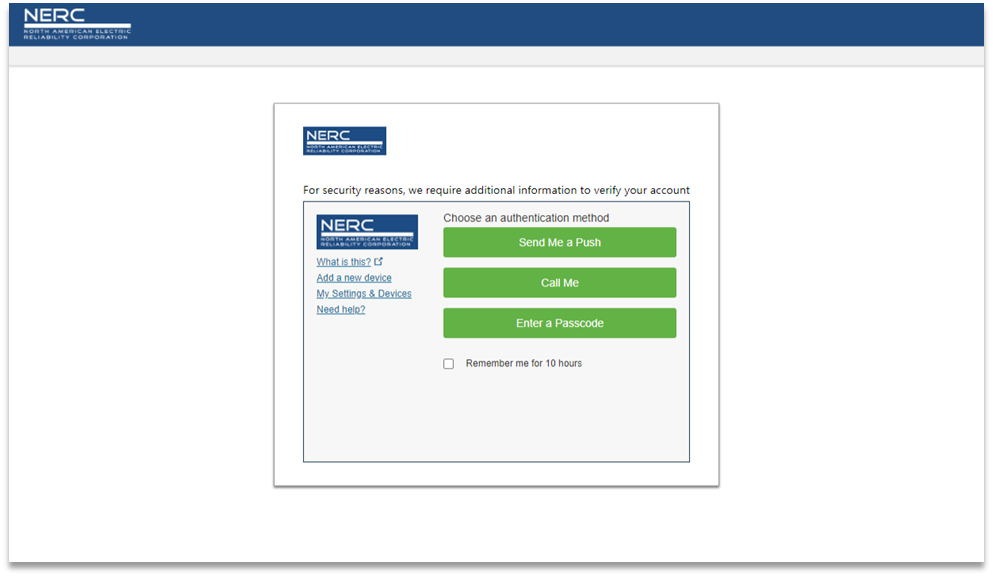 NERC
NORTH AMERICAN ELECTRIC
RELIABILITY CORPORATION
NERC
NORTH AMERICAN ELECTRIC
RELIABILITY CORPORATION
For security reasons, we require additional information to verify your account
NERC
NORTH AMERICAN ELECTRIC
RELIABILITY CORPORATION
What is this?
Add a new device
My Settings & Devices
Need help?
Choose an authentication method
Send Me a Push
Call Me
Enter a Passcode
Remember me for 10 hours